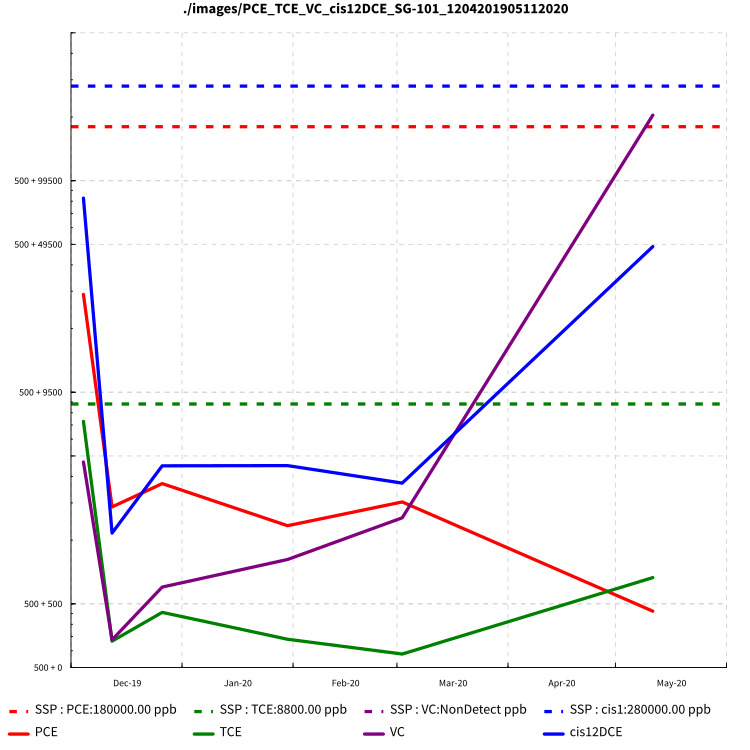 ./images/PCE_TCE_VC_cis12DCE_SG-101_1204201905112020
500 + 99500
500 + 49500
500 + 9500
500 + 500
500 + 0
Dec-19 Jan-20 Feb-20 Mar-20 Apr-20 May-20
SSP : PCE:180000.00 ppb SSP : TCE:8800.00 ppb SSP : VC:NonDetect ppb SSP : cis1:280000.00 ppb
PCE TCE VC cis12DCE